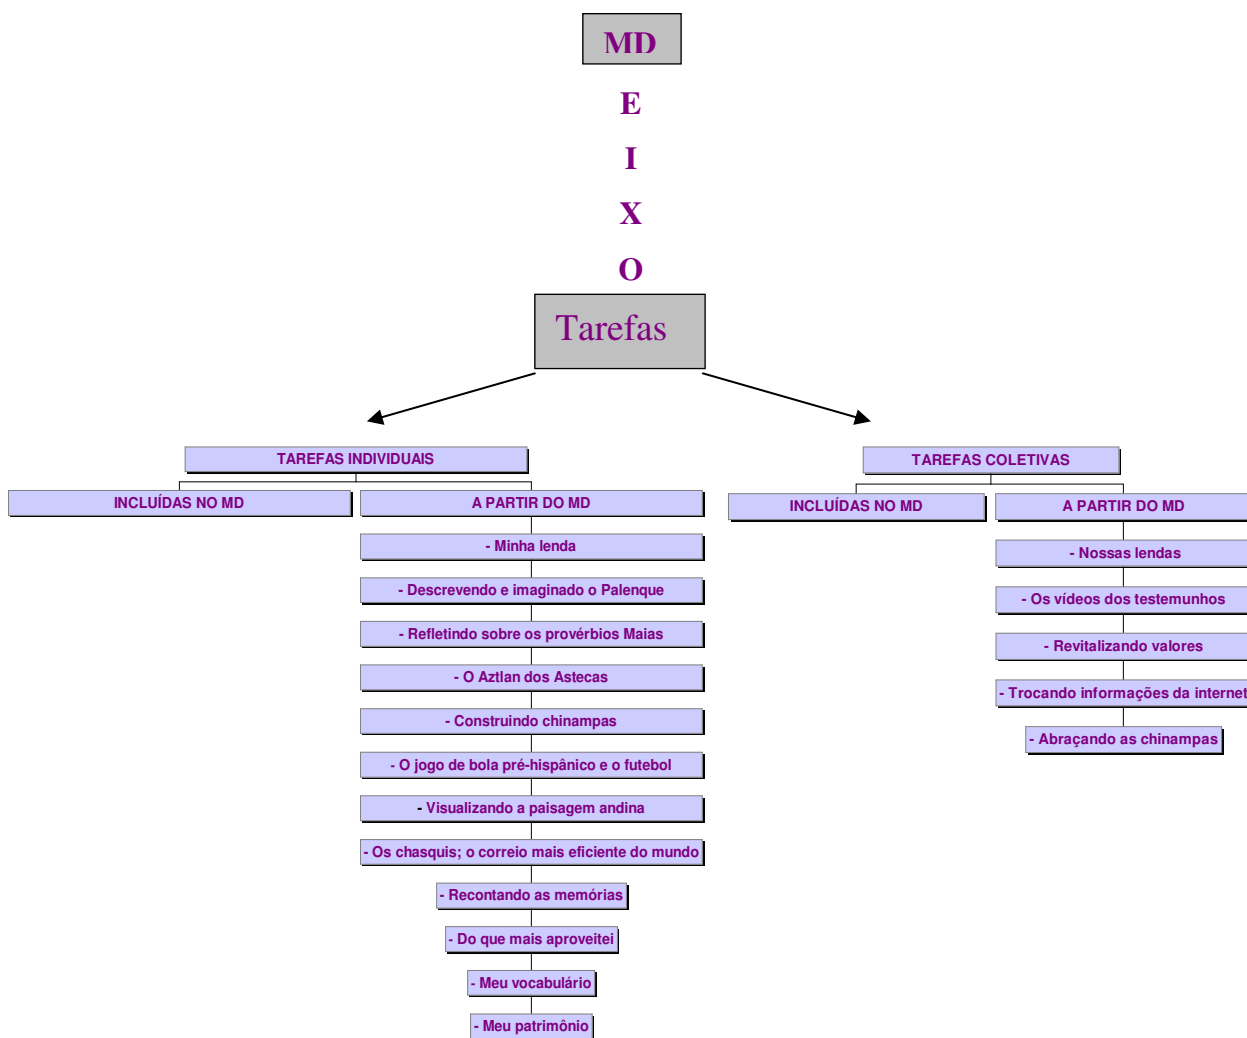 MD
E
I
X
O
Tarefas
TAREFAS INDIVIDUAIS
INCLUÍDAS NO MD
A PARTIR DO MD
- Minha lenda
- Descrevendo e imaginado o Palenque
- Refletindo sobre os provérbios Maias
- O Aztlan dos Astecas
- Construindo chinampas
- O jogo de bola pré-hispânico e o futebol
- Visualizando a paisagem andina
- Os chasquis; o correio mais eficiente do mundo
- Recontando as memórias
- Do que mais aproveitei
- Meu vocabulário
- Meu patrimônio
TAREFAS COLETIVAS
INCLUÍDAS NO MD
A PARTIR DO MD
- Nossas lendas
- Os vídeos dos testemunhos
- Revitalizando valores
- Trocando informações da internet
- Abraçando as chinampas